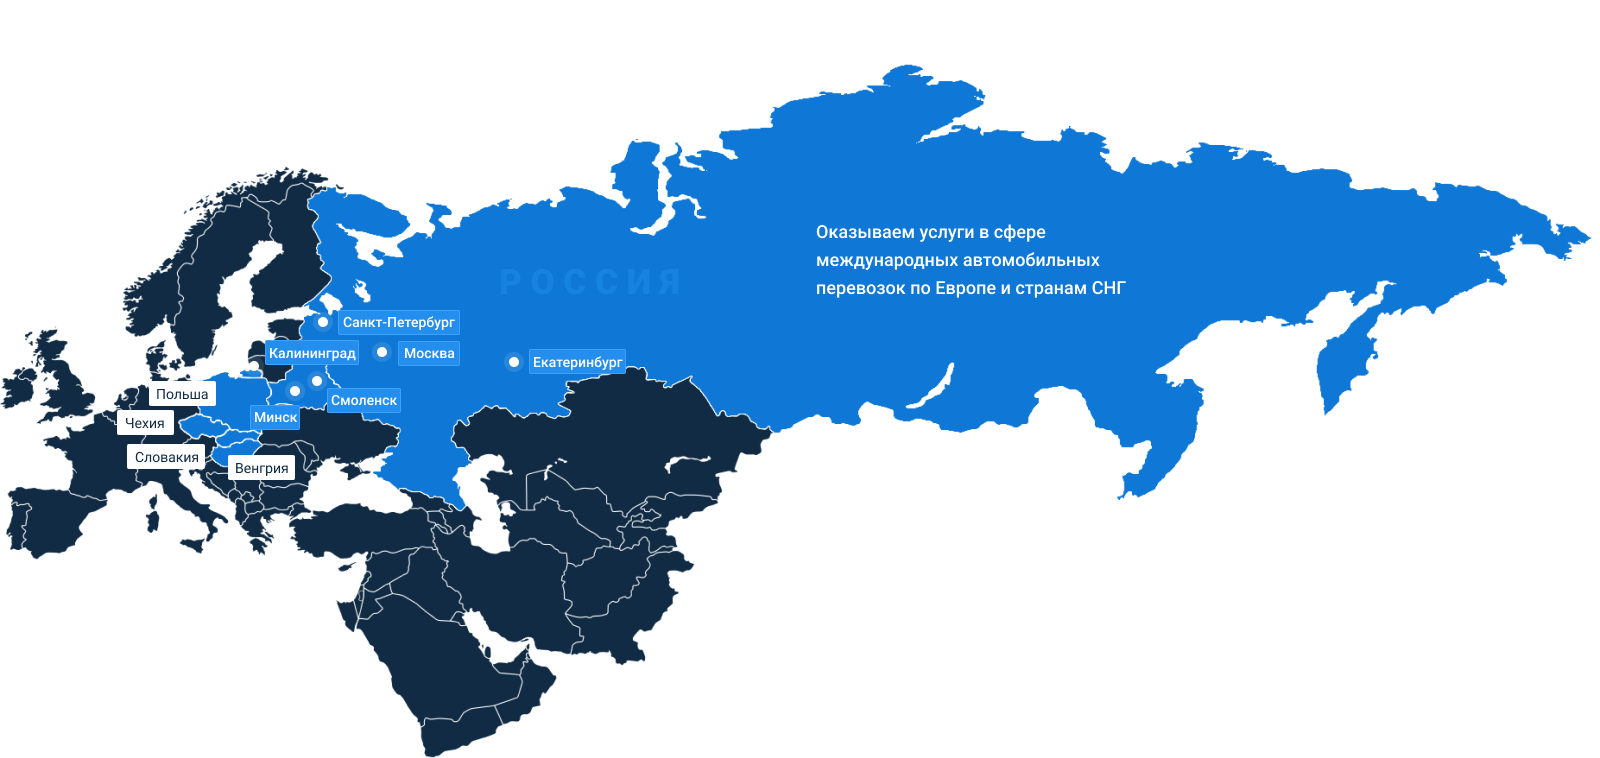 Оказываем услуги в сфере
международных автомобильных
перевозок по Европе и странам СНГ
РОССИЯ
Санкт-Петербург
Калининград
Москва
Екатеринбург
Польша
Смоленск
Минск
Чехия
Словакия
Венгрия